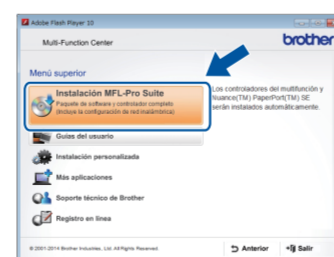 Adobe Flash Player 10
Multi-Function Center
brother
Menú superior
Instalación MFL-Pro Suite
Paquete de software y controlador completo
(Incluye la configuración de red inalámbrica)
Los controladores del multifunción y
Nuance(TM) PaperPort(TM) SE
serán instalados automáticamente.
Guías del usuario
Instalación personalizada
Más aplicaciones
Soporte técnico de Brother
Registro en línea
© 2001-2014 Brother Industries, Ltd. All Rights Reserved.
Anterior
Salir